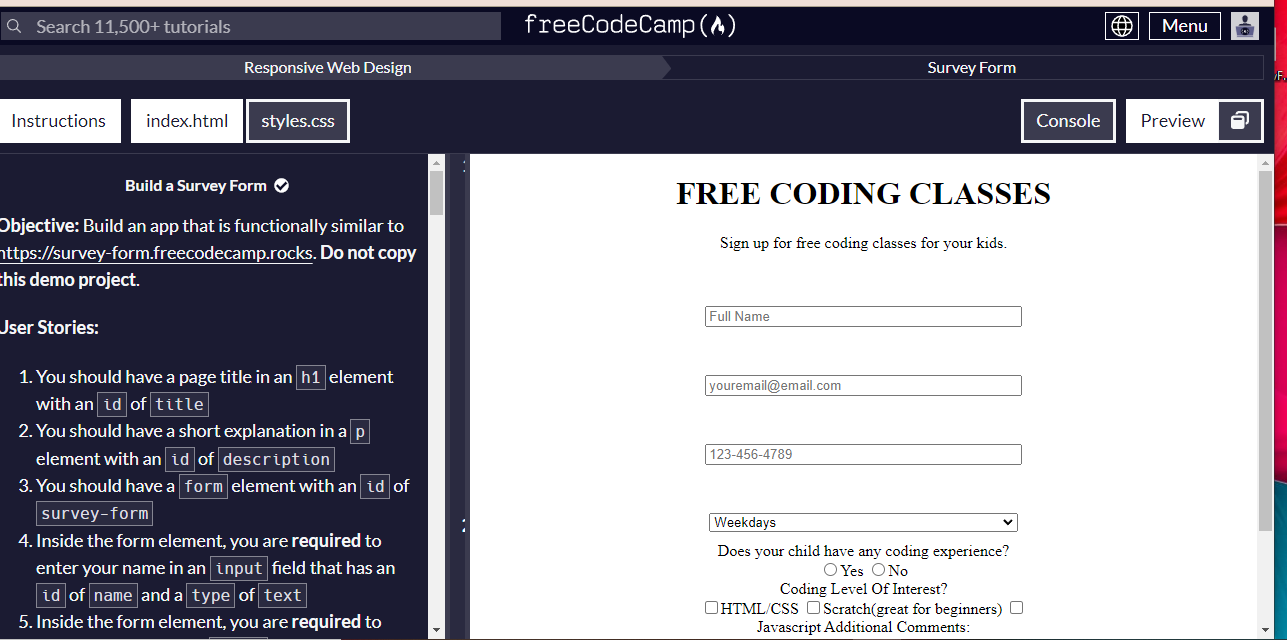 Search 11,500+ tutorials
freeCodeCamp
Menu
Responsive Web Design
Survey Form
Instructions
index.html
styles.css
Console
Preview
Build a Survey Form
Objective: Build an app that is functionally similar to
https://survey-form.freecodecamp.rocks. Do not copy
this demo project.
User Stories:
1. You should have a page title in an h1 element
with an id of title
2. You should have a short explanation in a p
element with an id of description
3. You should have a form element with an id of
survey-form
4. Inside the form element, you are required to
enter your name in an input field that has an
id of name and a type of text
5. Inside the form element, you are required to
FREE CODING CLASSES
Sign up for free coding classes for your kids.
Full Name
youremail@email.com
123-456-4789
Weekdays
Does your child have any coding experience?
Yes No
Coding Level Of Interest?
HTML/CSS Scratch(great for beginners)
Javascript Additional Comments: